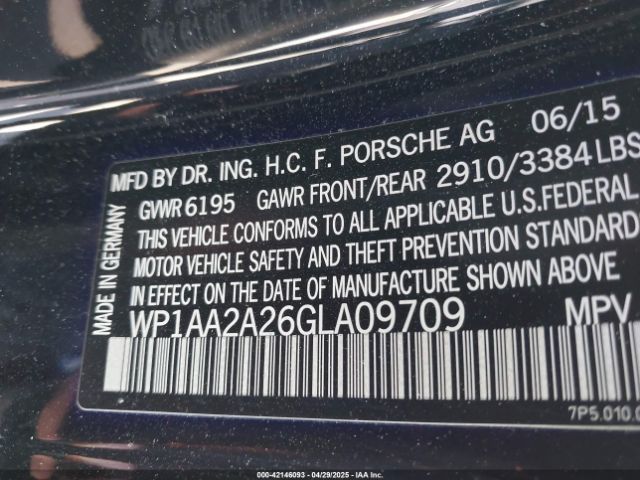 MFD BY DR. ING. H.C. F. PORSCHE AG 06/15
GVWR 6195 GAWR FRONT/REAR 2910/3384 LBS
THIS VEHICLE CONFORMS TO ALL APPLICABLE U.S. FEDERAL
MOTOR VEHICLE SAFETY AND THEFT PREVENTION STANDARD
IN EFFECT ON THE DATE OF MANUFACTURE SHOWN ABOVE
WP1AA2A26GLA09709 MPV
MADE IN GERMANY
7P5.010.0
000-42146093 - 04/29/2025 - IAAI.COM